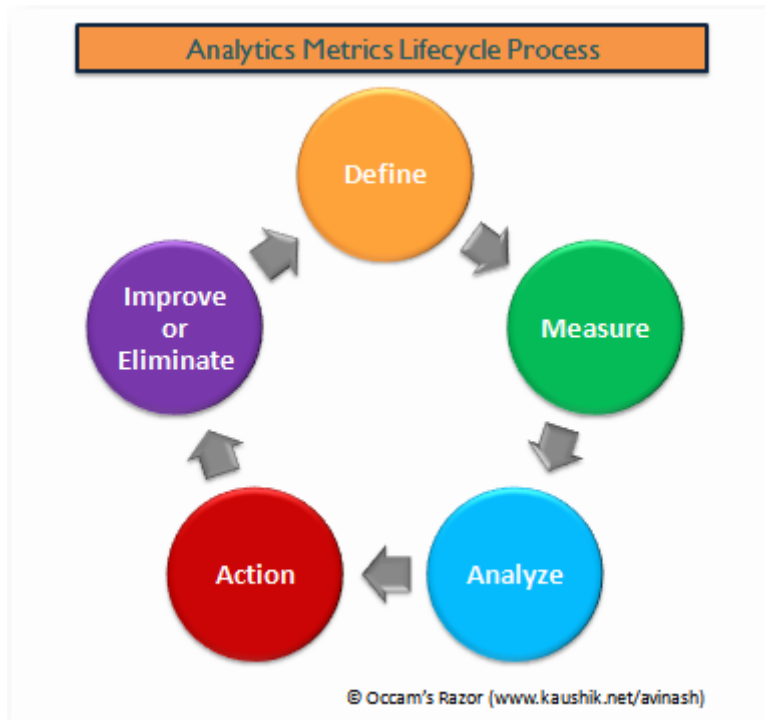 Analytics Metrics Lifecycle Process
Define
Measure
Analyze
Action
Improve
or
Eliminate
© Occam's Razor (www.kaushik.net/avinash)